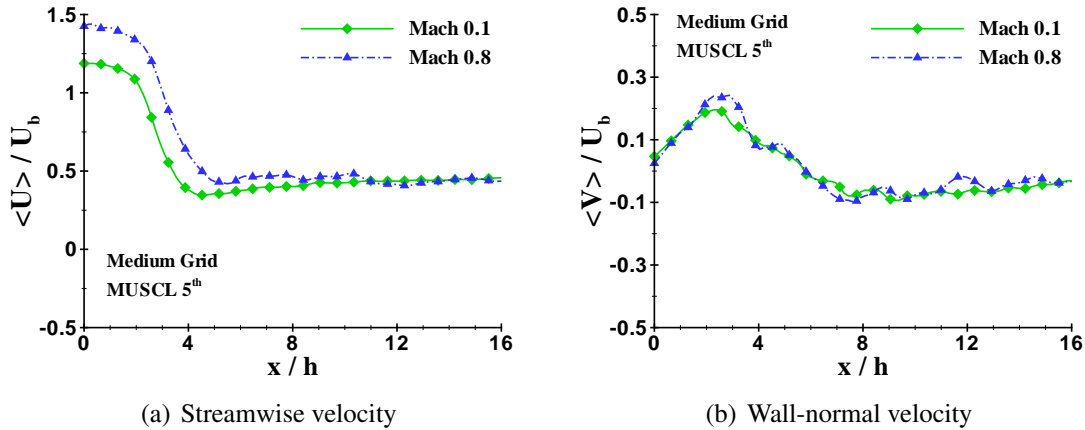 <U> / U_b
1.5
1
0.5
0
-0.5
Mach 0.1
Mach 0.8
Medium Grid
MUSCL 5th
0 4 8 12 16
x / h
(a) Streamwise velocity
<V> / U_b
0.5
0.3
0.1
-0.1
-0.3
-0.5
Medium Grid
MUSCL 5th
Mach 0.1
Mach 0.8
0 4 8 12 16
x / h
(b) Wall-normal velocity